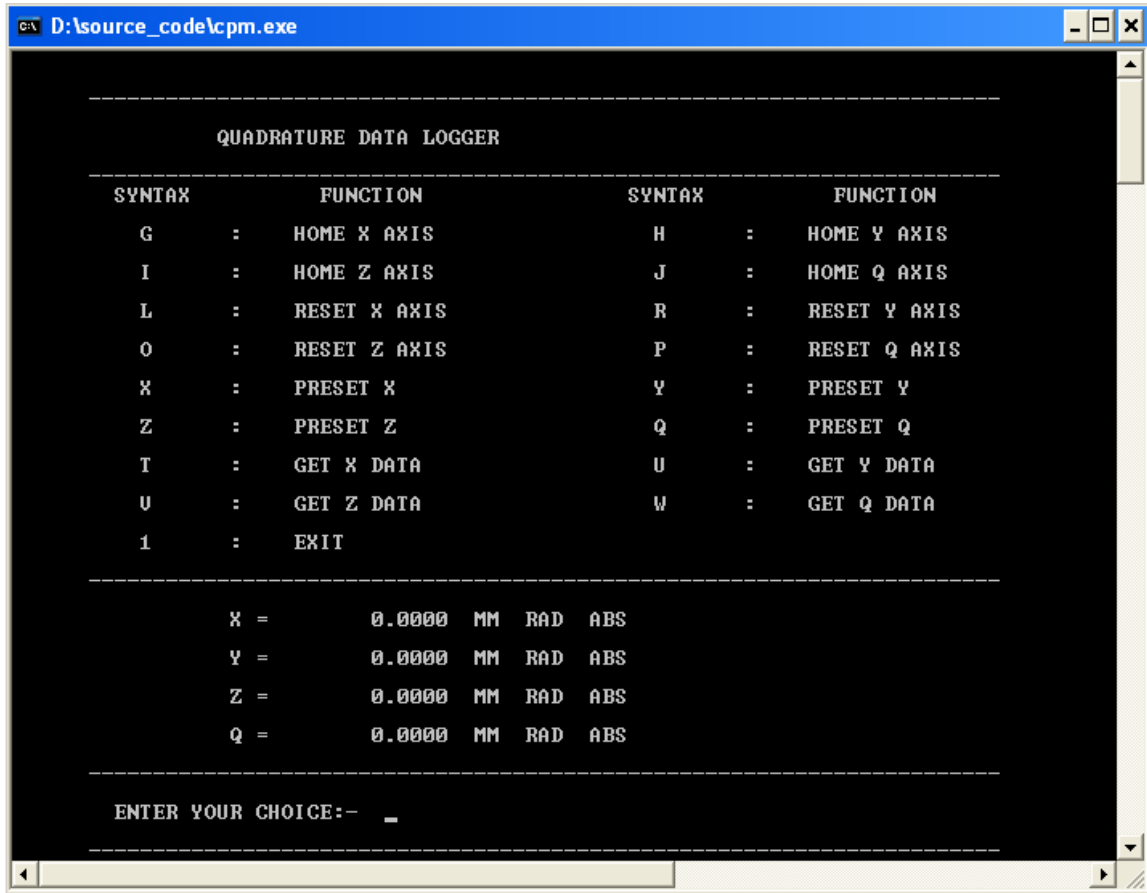 D:\source_code\cpm.exe
QUADRATURE DATA LOGGER
SYNTAX FUNCTION SYNTAX FUNCTION
G : HOME X AXIS H : HOME Y AXIS
I : HOME Z AXIS J : HOME Q AXIS
L : RESET X AXIS R : RESET Y AXIS
O : RESET Z AXIS P : RESET Q AXIS
X : PRESET X Y : PRESET Y
Z : PRESET Z Q : PRESET Q
T : GET X DATA U : GET Y DATA
V : GET Z DATA W : GET Q DATA
1 : EXIT
X = 0.0000 MM RAD ABS
Y = 0.0000 MM RAD ABS
Z = 0.0000 MM RAD ABS
Q = 0.0000 MM RAD ABS
ENTER YOUR CHOICE:- _